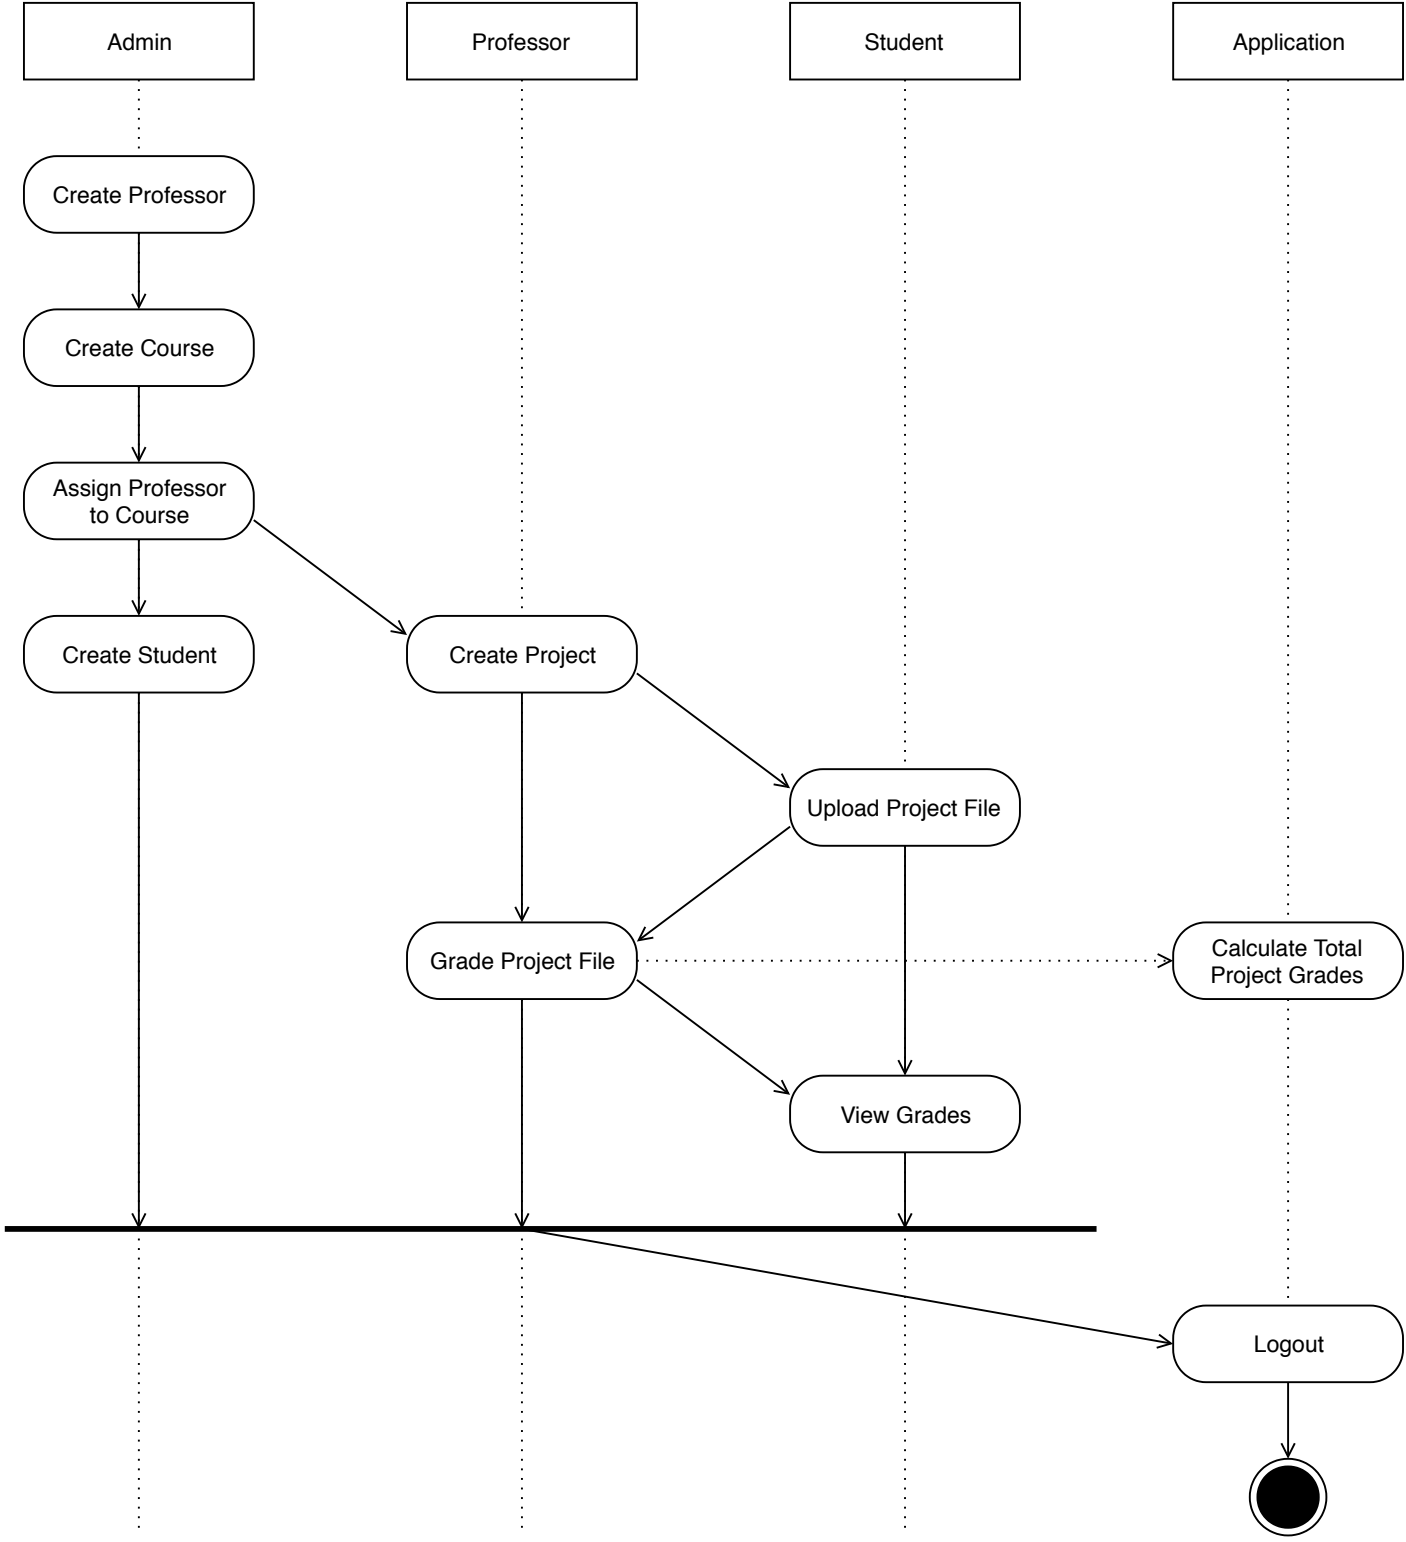 Admin
Professor
Student
Application
Create Professor
Create Course
Assign Professor
to Course
Create Student
Create Project
Upload Project File
Grade Project File
Calculate Total
Project Grades
View Grades
Logout